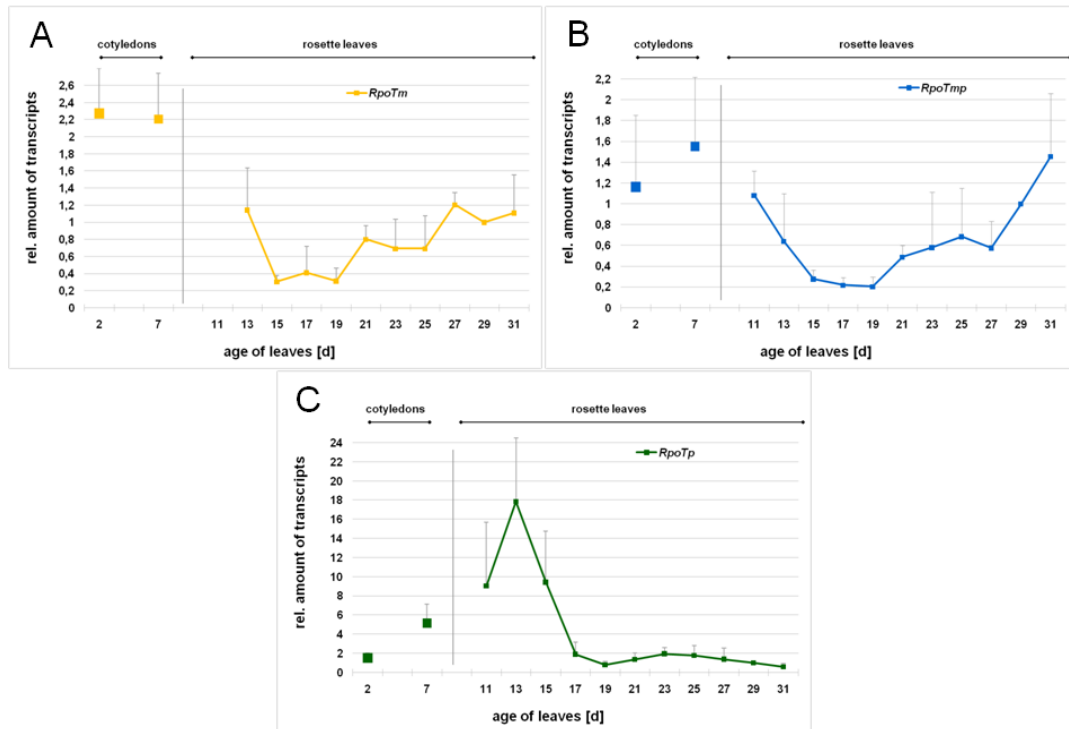 A
cotyledons rosette leaves
rel. amount of transcripts
RpoTm
2,6
2,4
2,2
2
1,8
1,6
1,4
1,2
1
0,8
0,6
0,4
0,2
0
2 7 11 13 15 17 19 21 23 25 27 29 31
age of leaves [d]
B
cotyledons rosette leaves
rel. amount of transcripts
RpoTmp
2,2
2
1,8
1,6
1,4
1,2
1
0,8
0,6
0,4
0,2
0
2 7 11 13 15 17 19 21 23 25 27 29 31
age of leaves [d]
C
cotyledons rosette leaves
rel. amount of transcripts
RpoTp
24
22
20
18
16
14
12
10
8
6
4
2
0
2 7 11 13 15 17 19 21 23 25 27 29 31
age of leaves [d]